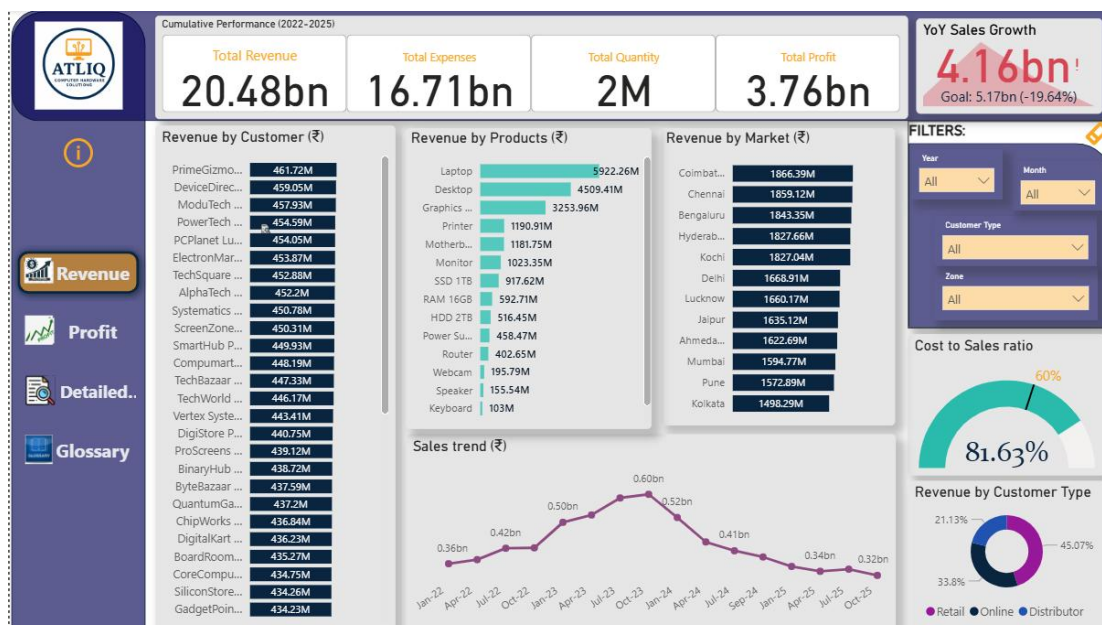 ATLIQ
COMPUTER HARDWARE
SOLUTIONS
Cumulative Performance (2022-2025)
Total Revenue
20.48bn
Total Expenses
16.71bn
Total Quantity
2M
Total Profit
3.76bn
YoY Sales Growth
4.16bn!
Goal: 5.17bn (-19.64%)
Revenue
Profit
Detailed..
Glossary
Revenue by Customer (₹)
PrimeGizmo... 461.72M
DeviceDirec... 459.05M
ModuTech ... 457.93M
PowerTech ... 454.59M
PCPlanet Lu... 454.05M
ElectronMar... 453.87M
TechSquare ... 452.88M
AlphaTech ... 452.2M
Systematics ... 450.78M
ScreenZone... 450.31M
SmartHub P... 449.93M
Compumart... 448.19M
TechBazaar ... 447.33M
TechWorld ... 446.17M
Vertex Syste... 443.41M
DigiStore P... 440.75M
ProScreens ... 439.12M
BinaryHub ... 438.72M
ByteBazaar ... 437.59M
QuantumGa... 437.2M
ChipWorks ... 436.84M
DigitalKart ... 436.23M
BoardRoom... 435.27M
CoreCompu... 434.75M
SiliconStore... 434.26M
GadgetPoin... 434.23M
Revenue by Products (₹)
Laptop 5922.26M
Desktop 4509.41M
Graphics ... 3253.96M
Printer 1190.91M
Motherb... 1181.75M
Monitor 1023.35M
SSD 1TB 917.62M
RAM 16GB 592.71M
HDD 2TB 516.45M
Power Su... 458.47M
Router 402.65M
Webcam 195.79M
Speaker 155.54M
Keyboard 103M
Revenue by Market (₹)
Coimbat... 1866.39M
Chennai 1859.12M
Bengaluru 1843.35M
Hyderab... 1827.66M
Kochi 1827.04M
Delhi 1668.91M
Lucknow 1660.17M
Jaipur 1635.12M
Ahmeda... 1622.69M
Mumbai 1594.77M
Pune 1572.89M
Kolkata 1498.29M
Sales trend (₹)
0.36bn
0.42bn
0.50bn
0.60bn
0.52bn
0.41bn
0.34bn
0.32bn
Jan-22
Apr-22
Jul-22
Oct-22
Jan-23
Apr-23
Jul-23
Oct-23
Jan-24
Apr-24
Jul-24
Sep-24
Jan-25
Apr-25
Jul-25
Oct-25
FILTERS:
Year
All
Month
All
Customer Type
All
Zone
All
Cost to Sales ratio
60%
81.63%
Revenue by Customer Type
21.13%
45.07%
33.8%
Retail Online Distributor